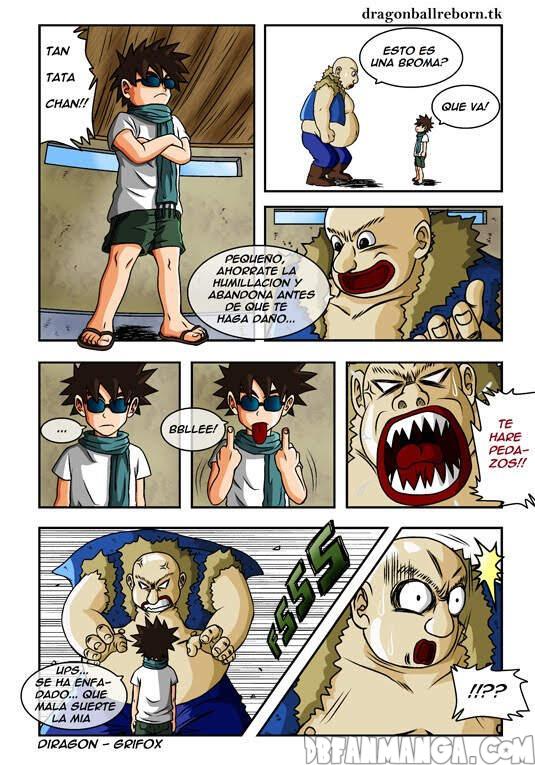 dragonballreborn.tk
TAN
TATA
CHAN!!
ESTO ES
UNA BROMA?
QUE VA!
PEQUEÑO,
AHORRATE LA
HUMILLACION Y
ABANDONA ANTES
DE QUE TE
HAGA DAÑO...
...
BBLLEE!
TE
HARE
PEDA-
ZOS!!
FSSSS
UPS...
SE HA ENFA-
DADO... QUE
MALA SUERTE
LA MIA
!!??
DIRAGON - GRIFOX
DBFANMANGA.COM